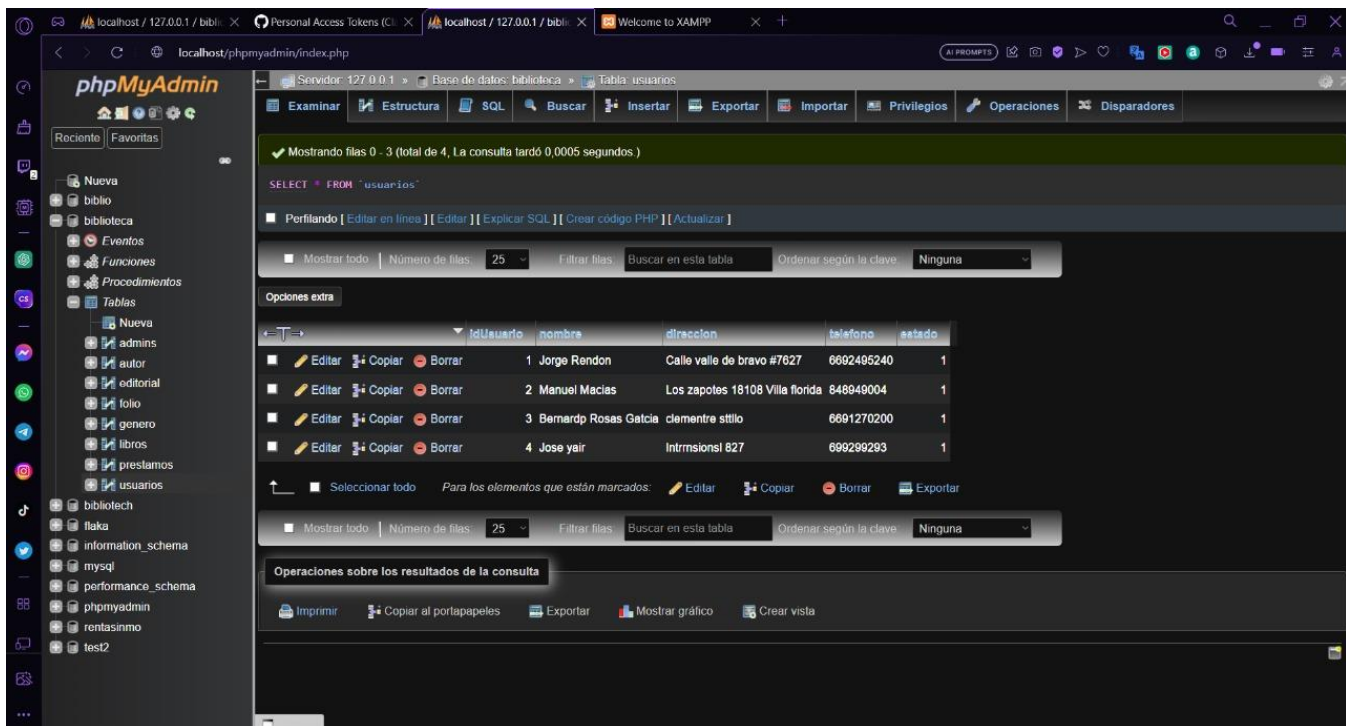 localhost / 127.0.0.1 / biblic
Personal Access Tokens (Cl
localhost / 127.0.0.1 / biblic
Welcome to XAMPP
localhost/phpmyadmin/index.php
AI PROMPTS
phpMyAdmin
Reciente Favoritas
Nueva
biblio
biblioteca
Eventos
Funciones
Procedimientos
Tablas
Nueva
admins
autor
editorial
folio
genero
libros
prestamos
usuarios
bibliotech
flaka
information_schema
mysql
performance_schema
phpmyadmin
rentasinmo
test2
Servidor: 127.0.0.1 » Base de datos: biblioteca » Tabla: usuarios
Examinar Estructura SQL Buscar Insertar Exportar Importar Privilegios Operaciones Disparadores
Mostrando filas 0 - 3 (total de 4, La consulta tardó 0,0005 segundos.)
SELECT * FROM `usuarios`
Perfilando [ Editar en línea ] [ Editar ] [ Explicar SQL ] [ Crear código PHP ] [ Actualizar ]
Mostrar todo | Número de filas: 25 Filtrar filas: Buscar en esta tabla Ordenar según la clave: Ninguna
Opciones extra
idUsuario nombre direccion telefono estado
Editar Copiar Borrar 1 Jorge Rendon Calle valle de bravo #7627 6692495240 1
Editar Copiar Borrar 2 Manuel Macias Los zapotes 18108 Villa florida 848949004 1
Editar Copiar Borrar 3 Bernardp Rosas Gatcia clementre sttilo 6691270200 1
Editar Copiar Borrar 4 Jose yair Intrmsionsl 827 699299293 1
Seleccionar todo Para los elementos que están marcados: Editar Copiar Borrar Exportar
Mostrar todo | Número de filas: 25 Filtrar filas: Buscar en esta tabla Ordenar según la clave: Ninguna
Operaciones sobre los resultados de la consulta
Imprimir Copiar al portapapeles Exportar Mostrar gráfico Crear vista